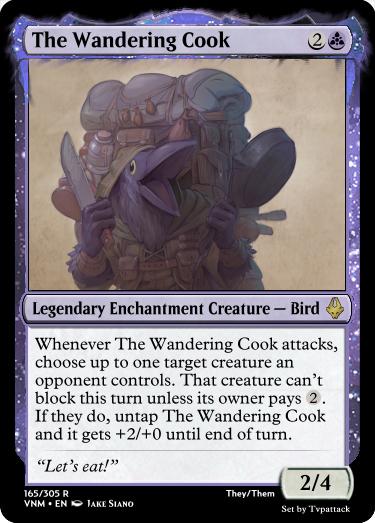 The Wandering Cook 2
Legendary Enchantment Creature — Bird
Whenever The Wandering Cook attacks,
choose up to one target creature an
opponent controls. That creature can't
block this turn unless its owner pays 2.
If they do, untap The Wandering Cook
and it gets +2/+0 until end of turn.
“Let's eat!”
2/4
165/305 R They/Them
VNM • EN Jake Siano Set by Tvpattack